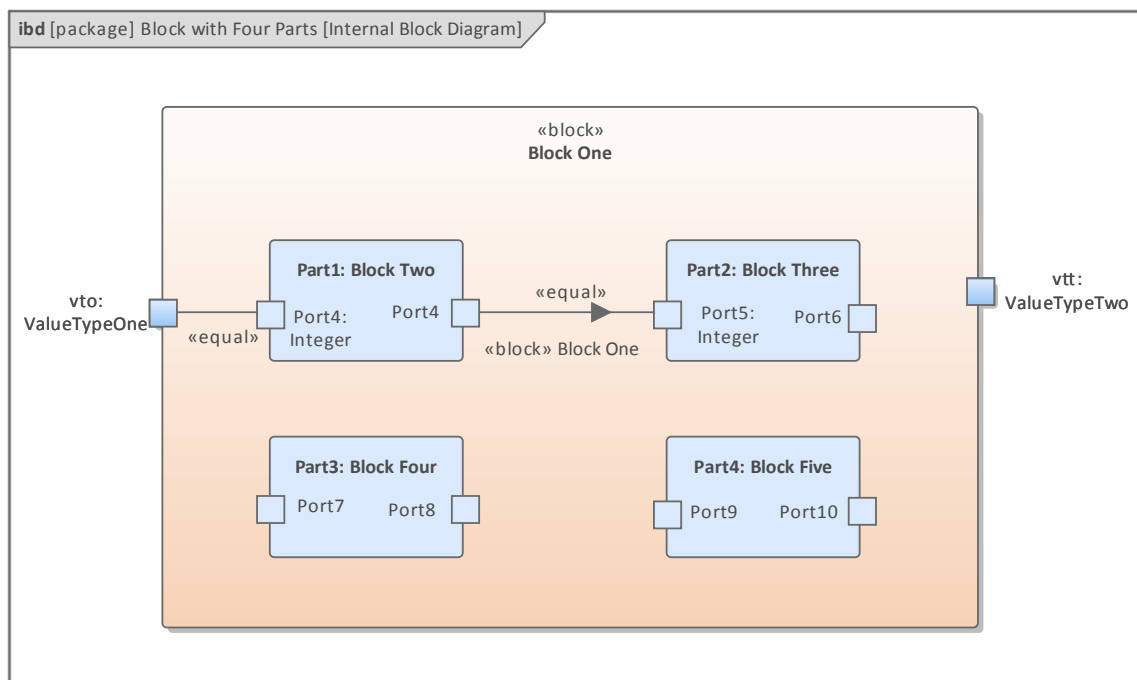 ibd [package] Block with Four Parts [Internal Block Diagram]
«block»
Block One
Part1: Block Two
Part2: Block Three
vto:
ValueTypeOne
«equal»
Port4:
Integer
Port4
«equal»
«block» Block One
Port5:
Integer
Port6
vtt:
ValueTypeTwo
Part3: Block Four
Part4: Block Five
Port7
Port8
Port9
Port10